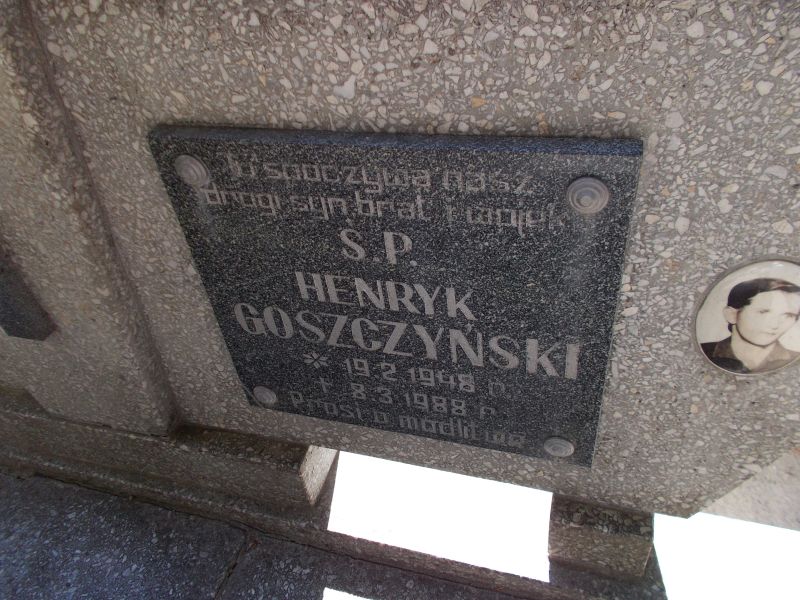 Tu spoczywa nasz
drogi syn, brat i wujek
Ś.P.
HENRYK
GOSZCZYŃSKI
* 19-2 1948 r.
† 8-3 1988 r.
Prosi o modlitwę